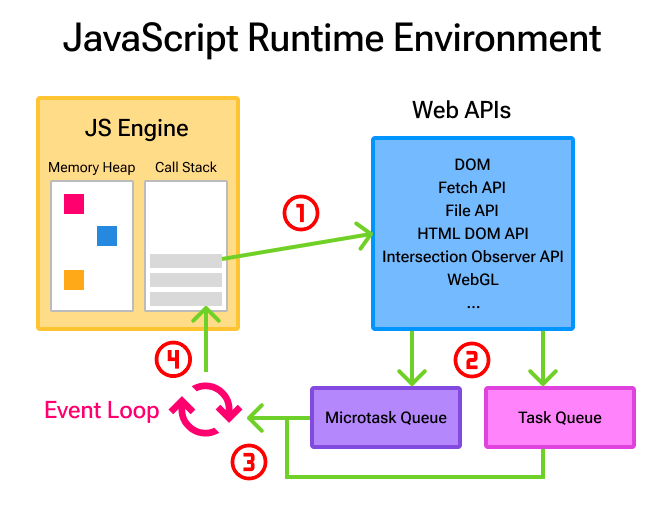 JavaScript Runtime Environment
JS Engine
Memory Heap
Call Stack
Web APIs
DOM
Fetch API
File API
HTML DOM API
Intersection Observer API
WebGL
...
1
2
4
Event Loop
Microtask Queue
Task Queue
3